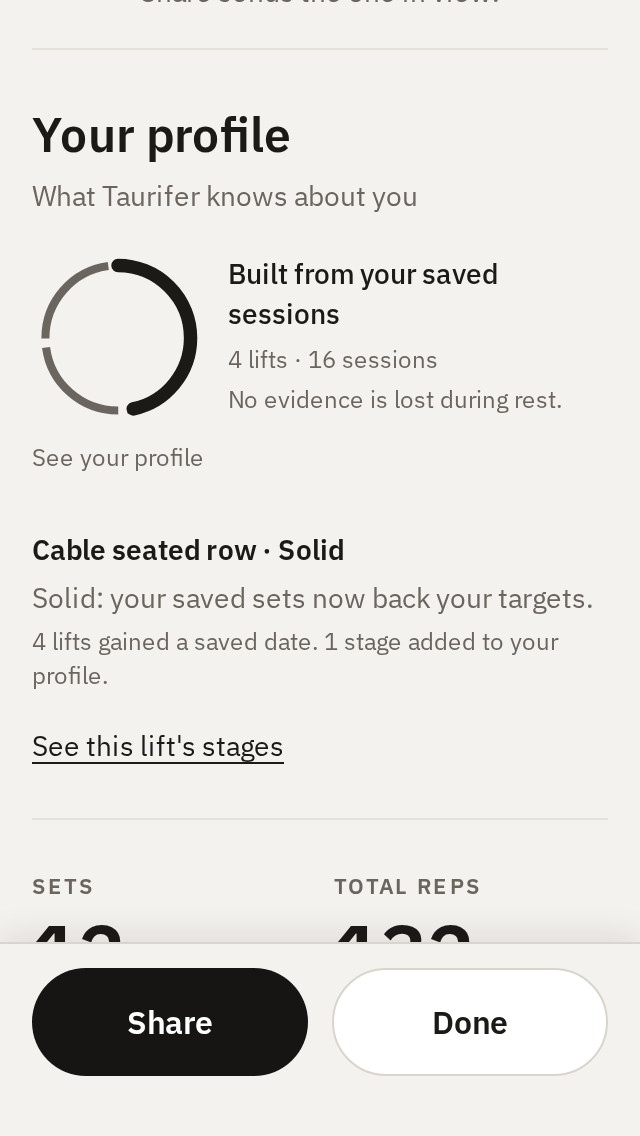 Your profile
What Taurifer knows about you
Built from your saved
sessions
4 lifts · 16 sessions
No evidence is lost during rest.
See your profile
Cable seated row · Solid
Solid: your saved sets now back your targets.
4 lifts gained a saved date. 1 stage added to your
profile.
See this lift's stages
SETS
TOTAL REPS
Share
Done